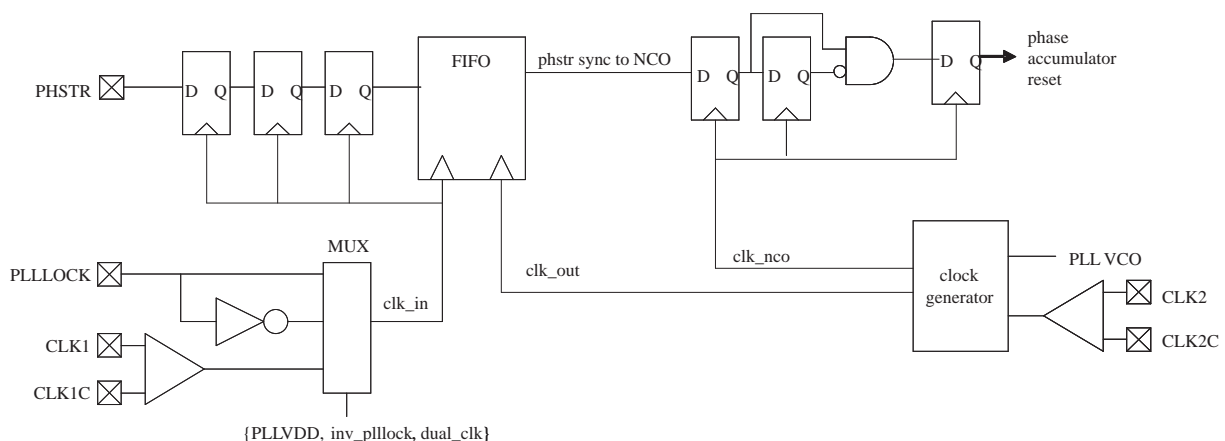 PHSTR
D Q
D Q
D Q
FIFO
phstr sync to NCO
D Q
D Q
D Q
phase
accumulator
reset
MUX
PLLLOCK
clk_in
clk_out
clk_nco
clock
generator
PLL VCO
CLK2
CLK2C
CLK1
CLK1C
{PLLVDD, inv_plllock, dual_clk}